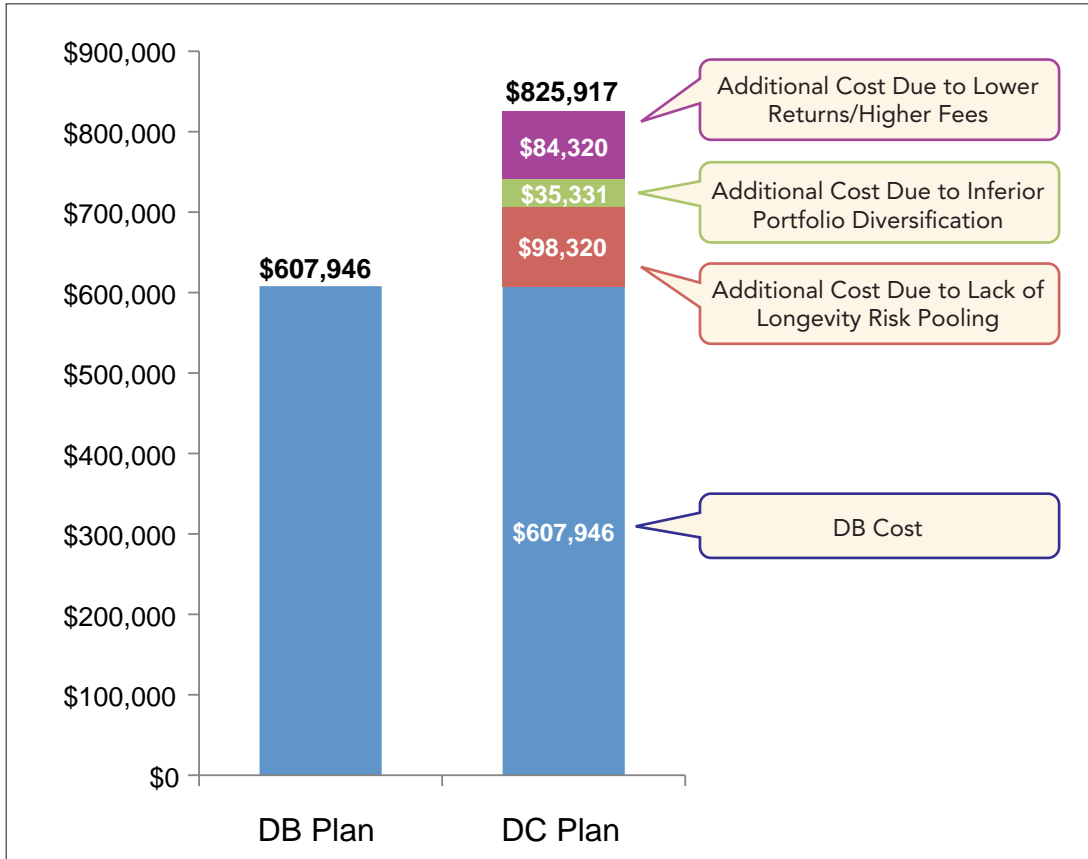 $900,000
$800,000
$700,000
$600,000
$500,000
$400,000
$300,000
$200,000
$100,000
$0
$607,946
$825,917
$84,320
$35,331
$98,320
$607,946
DB Plan
DC Plan
Additional Cost Due to Lower
Returns/Higher Fees
Additional Cost Due to Inferior
Portfolio Diversification
Additional Cost Due to Lack of
Longevity Risk Pooling
DB Cost